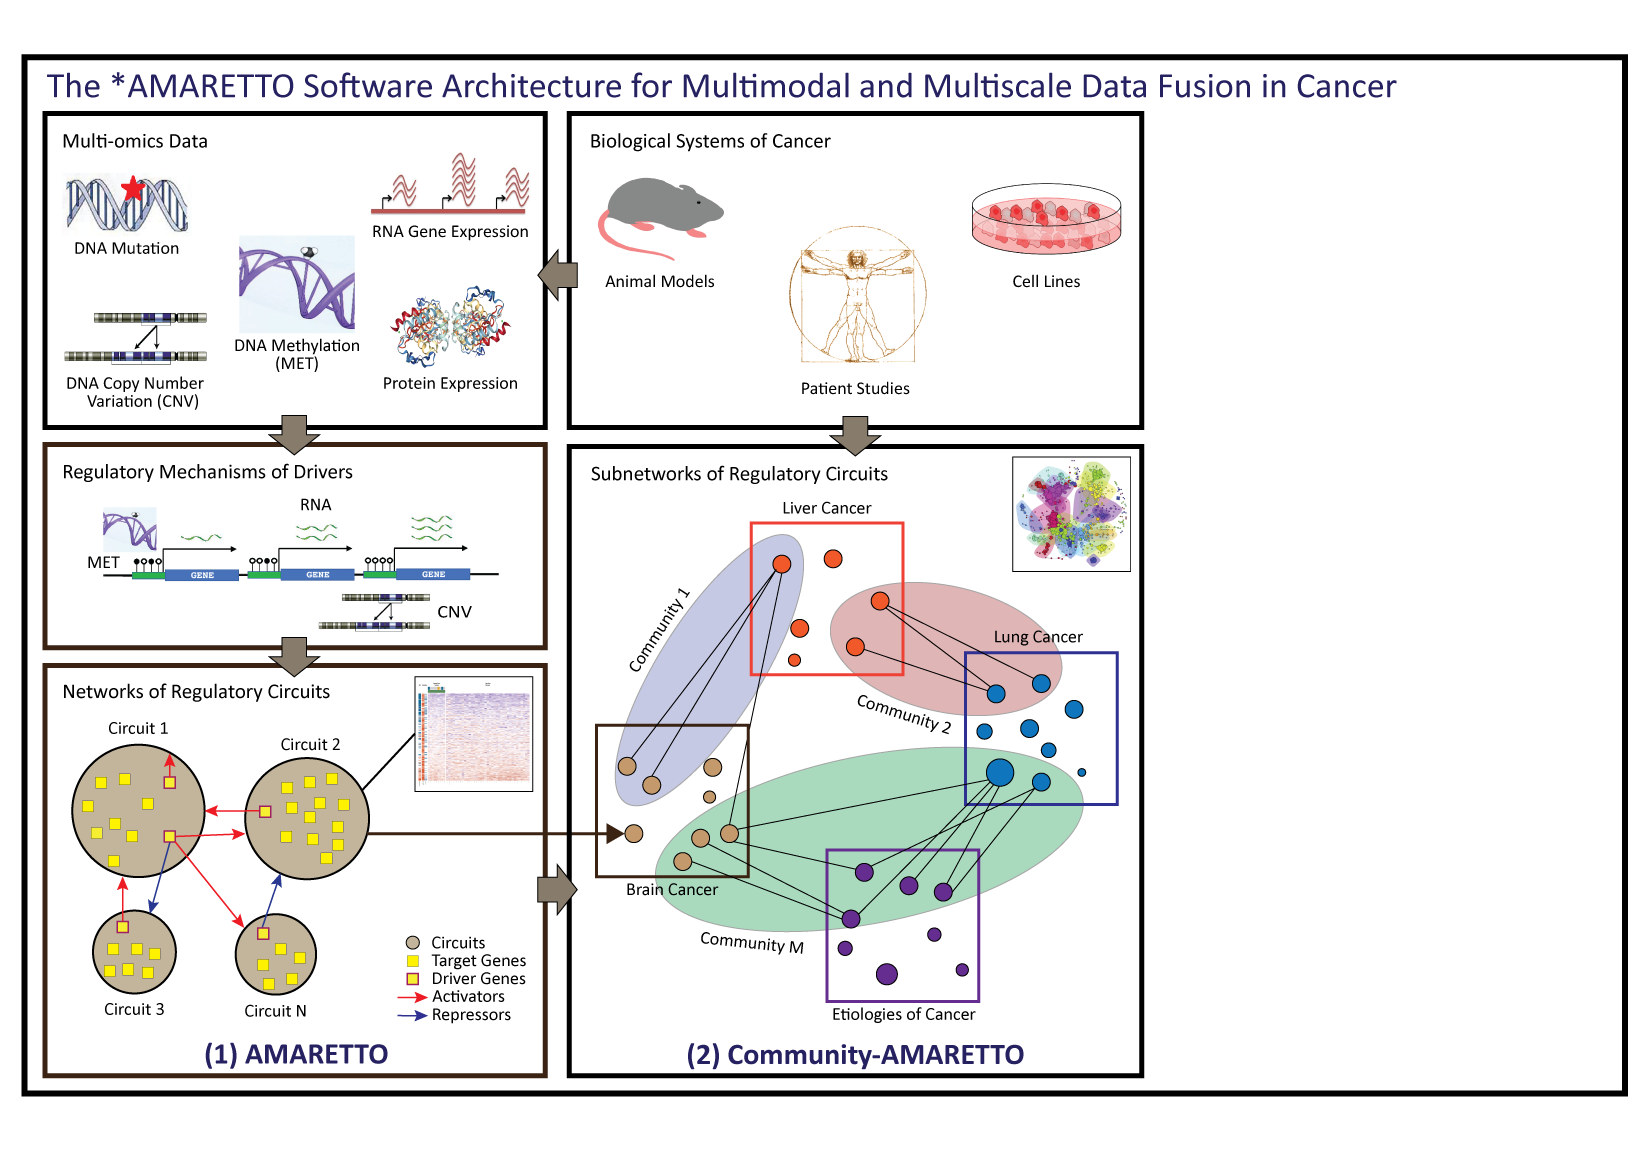 The *AMARETTO Software Architecture for Multimodal and Multiscale Data Fusion in Cancer
Multi-omics Data
DNA Mutation
RNA Gene Expression
DNA Methylation
(MET)
DNA Copy Number
Variation (CNV)
Protein Expression
Biological Systems of Cancer
Animal Models
Patient Studies
Cell Lines
Regulatory Mechanisms of Drivers
RNA
MET
GENE
GENE
GENE
CNV
Networks of Regulatory Circuits
Circuit 1
Circuit 2
Circuit 3
Circuit N
Circuits
Target Genes
Driver Genes
Activators
Repressors
(1) AMARETTO
Subnetworks of Regulatory Circuits
Liver Cancer
Community 1
Lung Cancer
Community 2
Brain Cancer
Community M
Etiologies of Cancer
(2) Community-AMARETTO